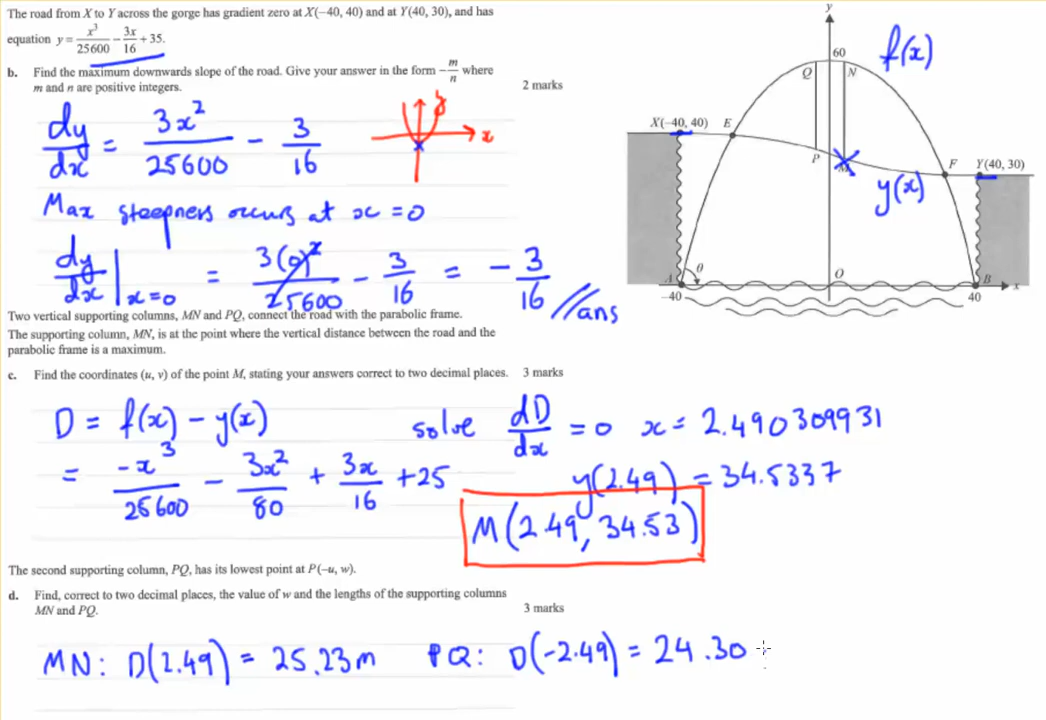 The road from X to Y across the gorge has gradient zero at X(−40, 40) and at Y(40, 30), and has
equation y = x³/25600 − 3x/16 + 35.
b. Find the maximum downwards slope of the road. Give your answer in the form −m/n where
m and n are positive integers.
2 marks
dy/dx = 3x²/25600 − 3/16
y
x
Max steepness occurs at x = 0
dy/dx | x=0 = 3(0)²/25600 − 3/16 = −3/16 //ans
y
60
f(x)
Q
N
X(−40, 40)
E
P
M
F
Y(40, 30)
y(x)
A
θ
O
B
x
−40
40
Two vertical supporting columns, MN and PQ, connect the road with the parabolic frame.
The supporting column, MN, is at the point where the vertical distance between the road and the
parabolic frame is a maximum.
c. Find the coordinates (u, v) of the point M, stating your answers correct to two decimal places. 3 marks
D = f(x) − y(x)
= −x³/25600 − 3x²/80 + 3x/16 + 25
solve dD/dx = 0 x = 2.490309931
y(2.49) = 34.5337
M(2.49, 34.53)
The second supporting column, PQ, has its lowest point at P(−u, w).
d. Find, correct to two decimal places, the value of w and the lengths of the supporting columns
MN and PQ.
3 marks
MN: D(2.49) = 25.23m PQ: D(−2.49) = 24.30